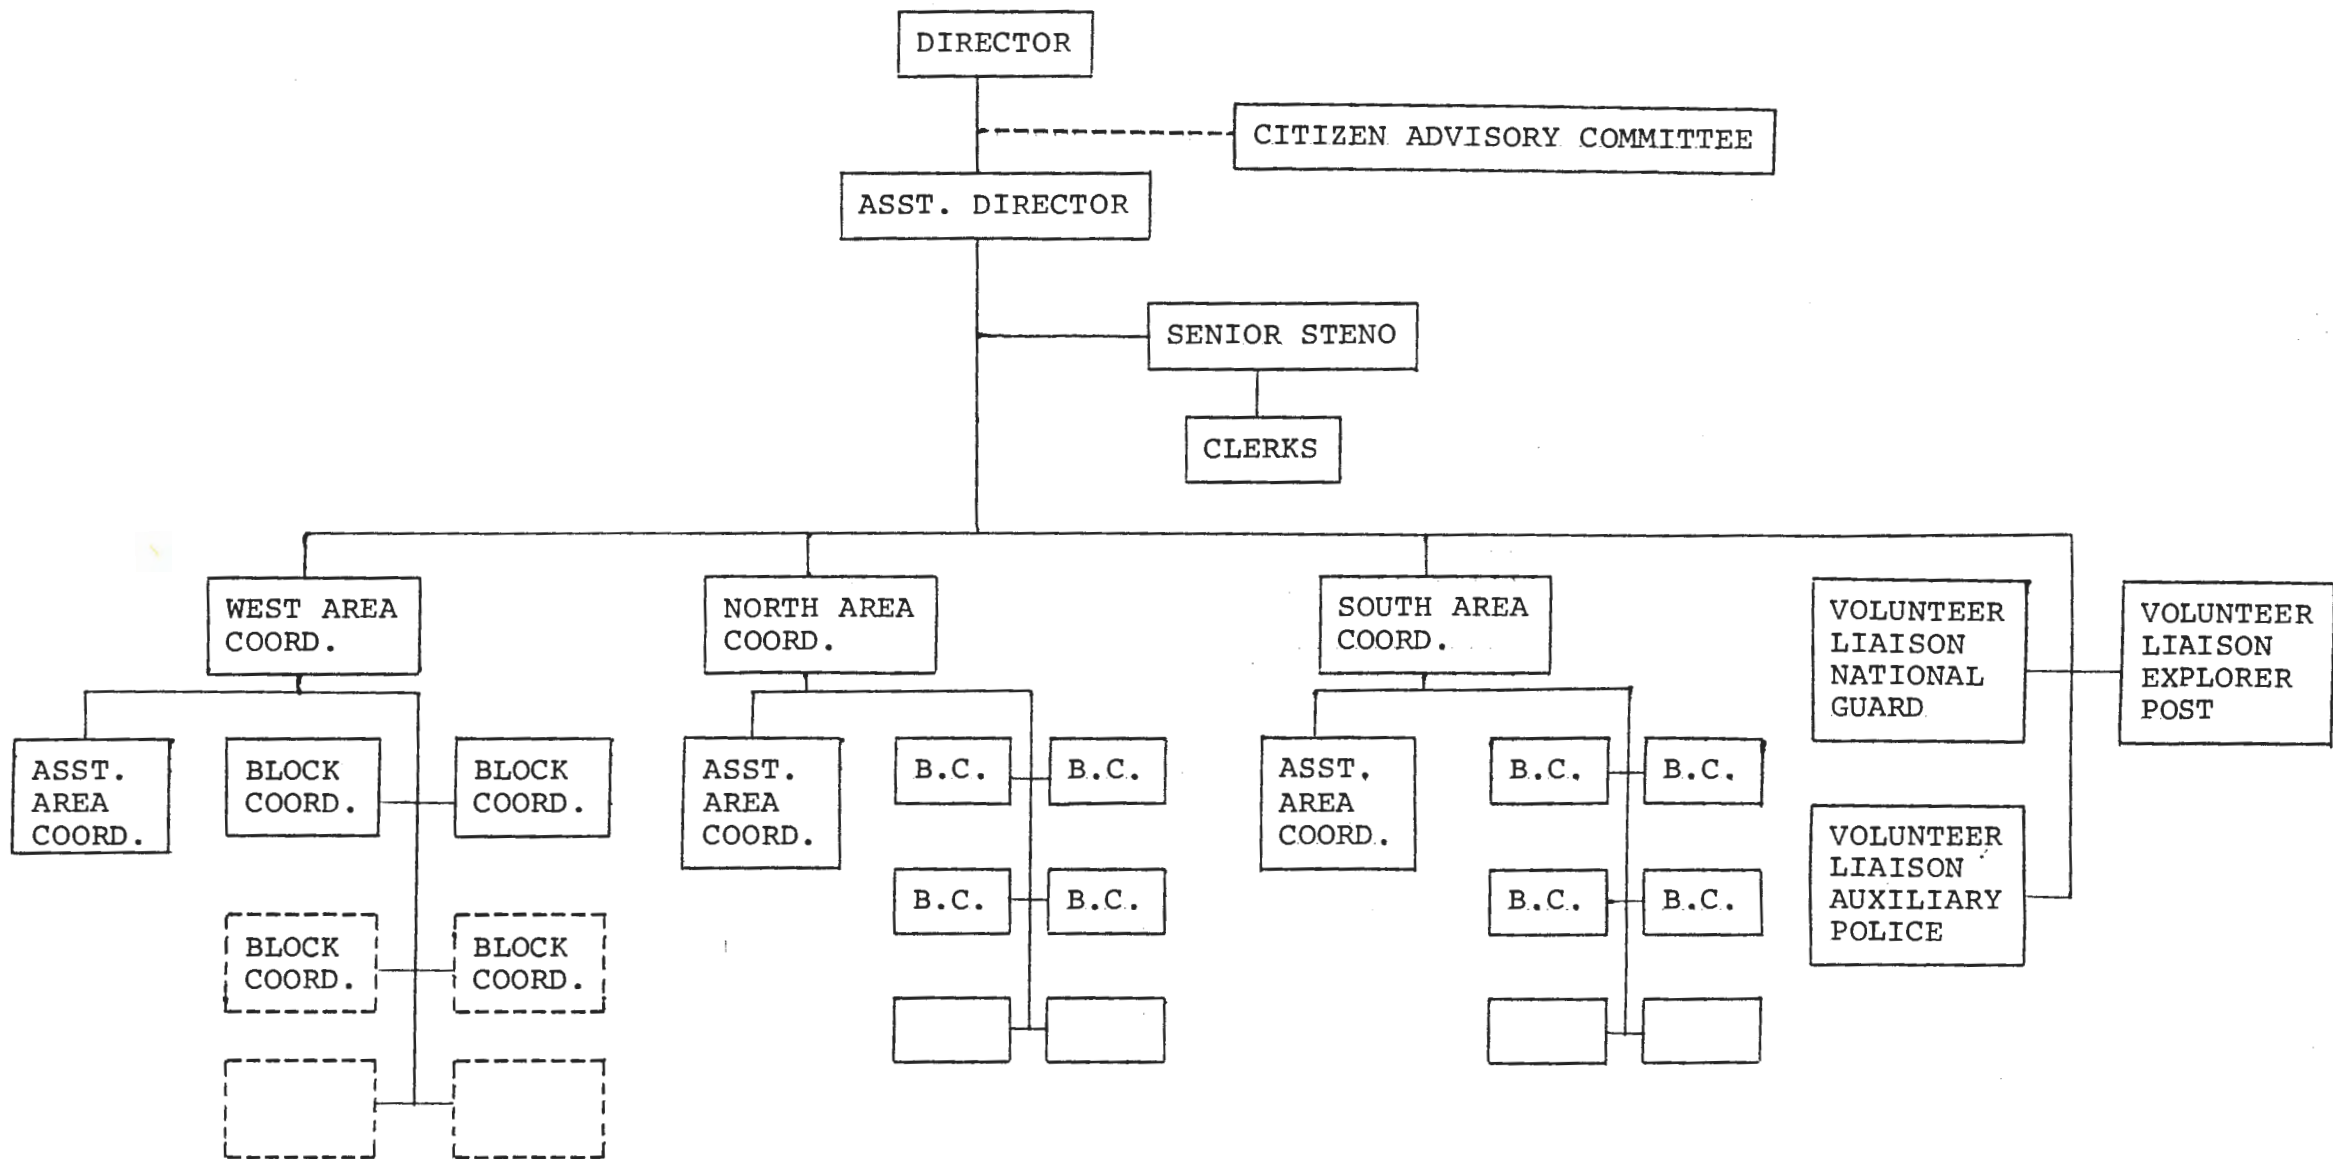 DIRECTOR
CITIZEN ADVISORY COMMITTEE
ASST. DIRECTOR
SENIOR STENO
CLERKS
WEST AREA
COORD.
NORTH AREA
COORD.
SOUTH AREA
COORD.
VOLUNTEER
LIAISON
NATIONAL
GUARD
VOLUNTEER
LIAISON
EXPLORER
POST
ASST.
AREA
COORD.
BLOCK
COORD.
BLOCK
COORD.
BLOCK
COORD.
BLOCK
COORD.
ASST.
AREA
COORD.
B.C.
B.C.
B.C.
B.C.
ASST.
AREA
COORD.
B.C.
B.C.
B.C.
B.C.
VOLUNTEER
LIAISON
AUXILIARY
POLICE